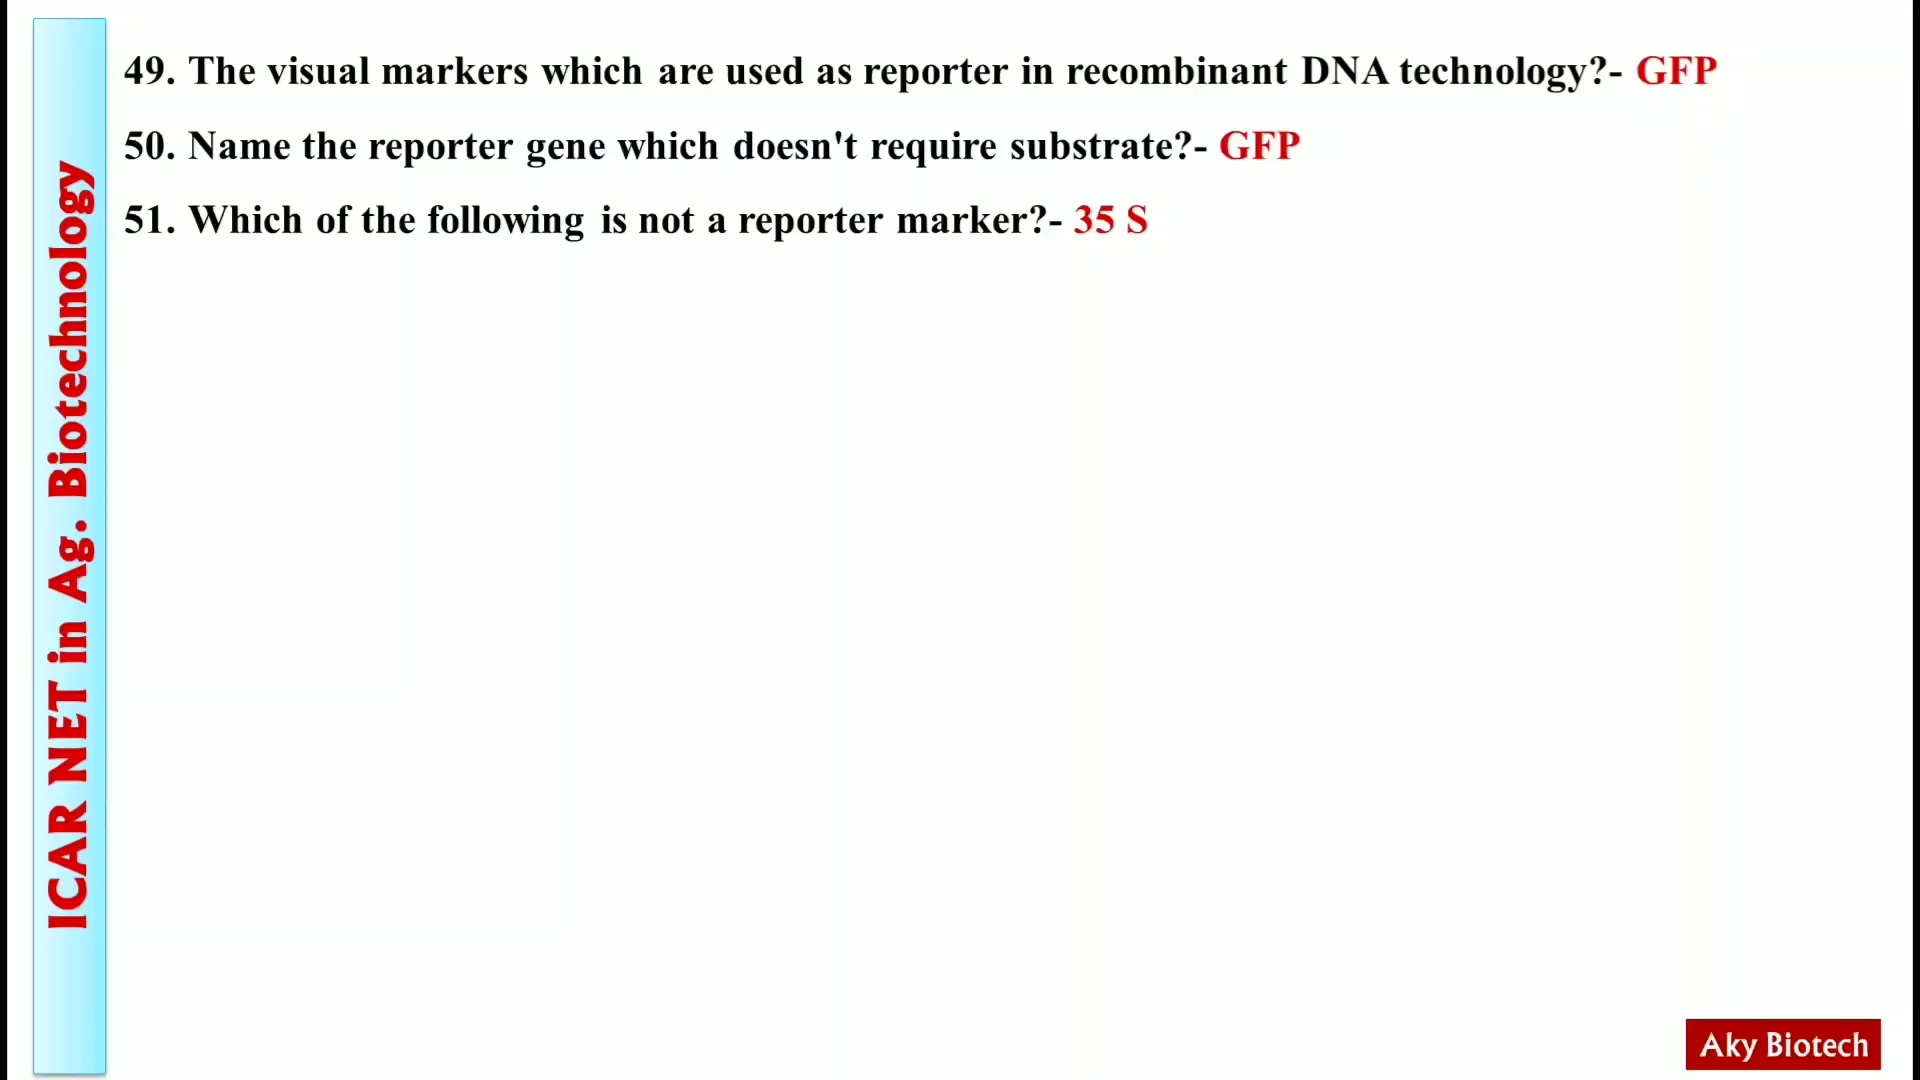 ICAR NET in Ag. Biotechnology
49. The visual markers which are used as reporter in recombinant DNA technology?- GFP
50. Name the reporter gene which doesn't require substrate?- GFP
51. Which of the following is not a reporter marker?- 35 S
Aky Biotech